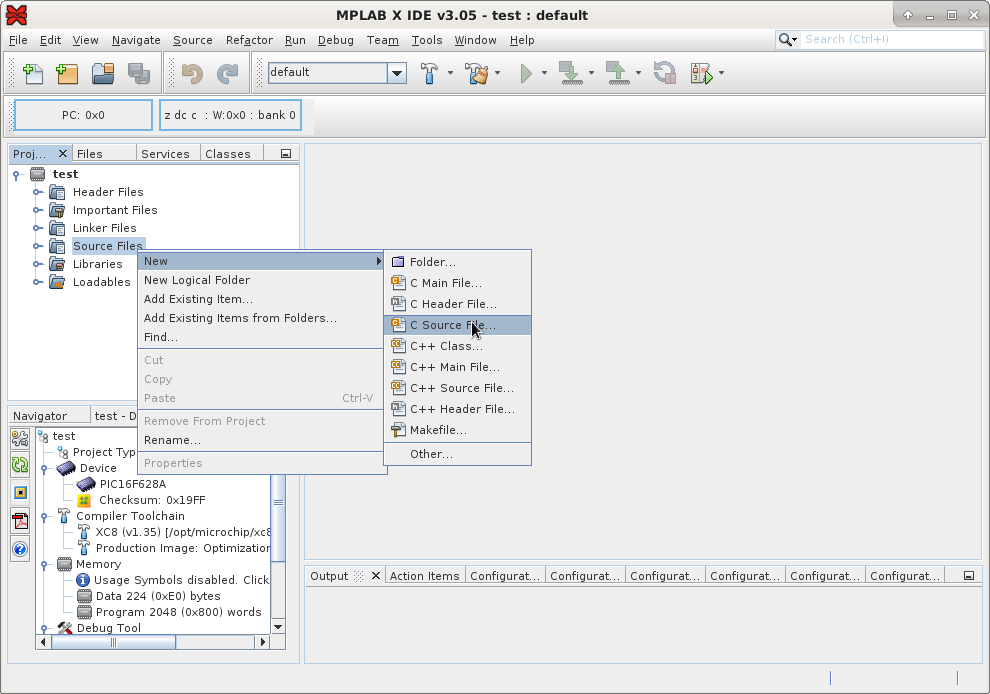 MPLAB X IDE v3.05 - test : default
File Edit View Navigate Source Refactor Run Debug Team Tools Window Help
Search (Ctrl+I)
default
PC: 0x0
z dc c : W:0x0 : bank 0
Proj... Files Services Classes
test
Header Files
Important Files
Linker Files
Source Files
Libraries
Loadables
New
New Logical Folder
Add Existing Item...
Add Existing Items from Folders...
Find...
Cut
Copy
Paste Ctrl-V
Remove From Project
Rename...
Properties
Folder...
C Main File...
C Header File...
C Source File...
C++ Class...
C++ Main File...
C++ Source File...
C++ Header File...
Makefile...
Other...
Navigator test - D
test
Project Typ
Device
PIC16F628A
Checksum: 0x19FF
Compiler Toolchain
XC8 (v1.35) [/opt/microchip/xc8
Production Image: Optimization
Memory
Usage Symbols disabled. Click
Data 224 (0xE0) bytes
Program 2048 (0x800) words
Debug Tool
Output Action Items Configurat... Configurat... Configurat... Configurat... Configurat... Configurat...